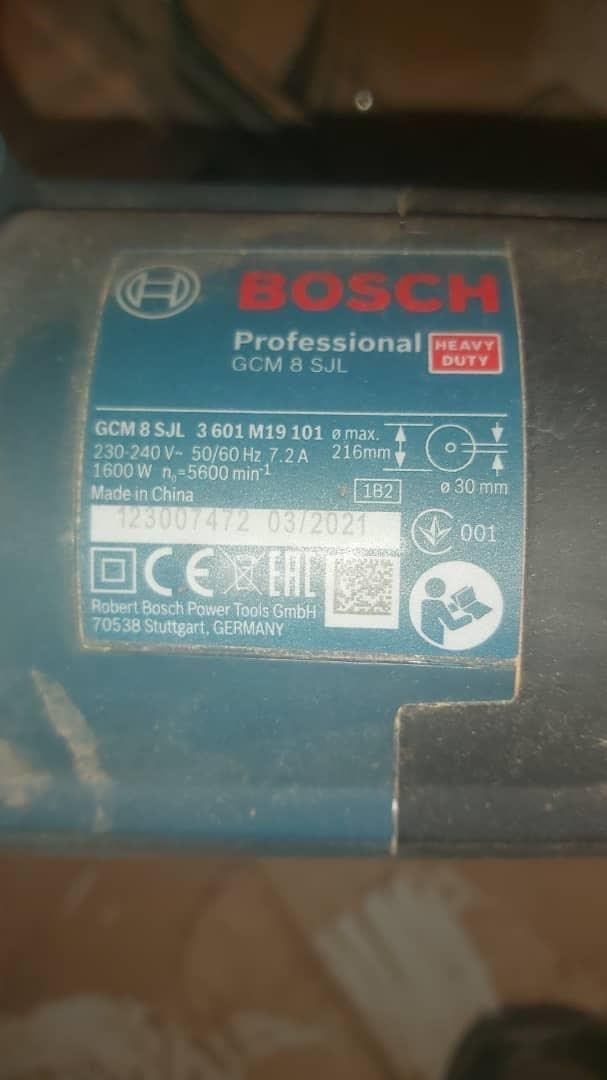 BOSCH
Professional HEAVY DUTY
GCM 8 SJL
GCM 8 SJL 3 601 M19 101 ø max.
230-240 V~ 50/60 Hz 7.2 A 216mm
1600 W n₀=5600 min⁻¹
1B2 ø 30 mm
Made in China
123007472 03/2021
001
CE EAC
Robert Bosch Power Tools GmbH
70538 Stuttgart, GERMANY